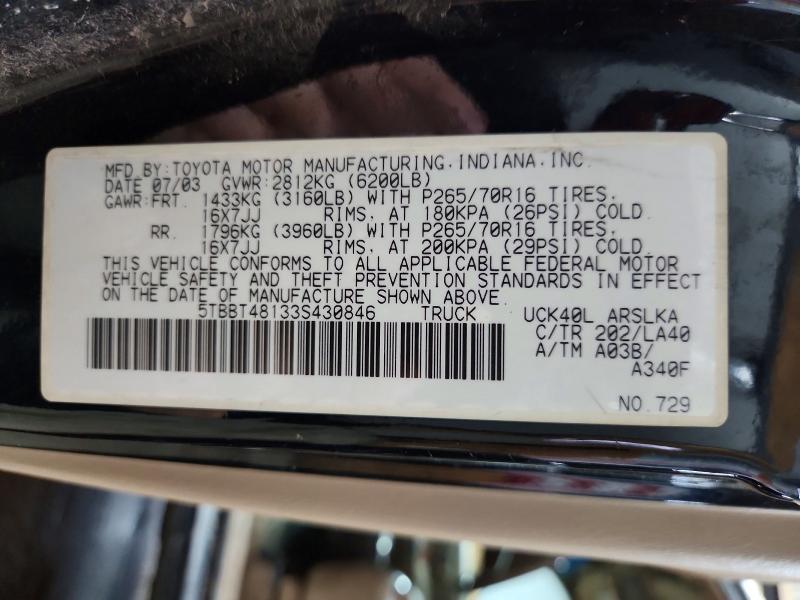 MFD.BY:TOYOTA MOTOR MANUFACTURING.INDIANA.INC.
DATE 07/03 GVWR:2812KG (6200LB)
GAWR:FRT. 1433KG (3160LB) WITH P265/70R16 TIRES.
16X7JJ RIMS. AT 180KPA (26PSI) COLD.
RR. 1796KG (3960LB) WITH P265/70R16 TIRES.
16X7JJ RIMS. AT 200KPA (29PSI) COLD.
THIS VEHICLE CONFORMS TO ALL APPLICABLE FEDERAL MOTOR
VEHICLE SAFETY AND THEFT PREVENTION STANDARDS IN EFFECT
ON THE DATE OF MANUFACTURE SHOWN ABOVE.
5TBBT48133S430846 TRUCK UCK40L ARSLKA
C/TR 202/LA40
A/TM A03B/
A340F
NO.729